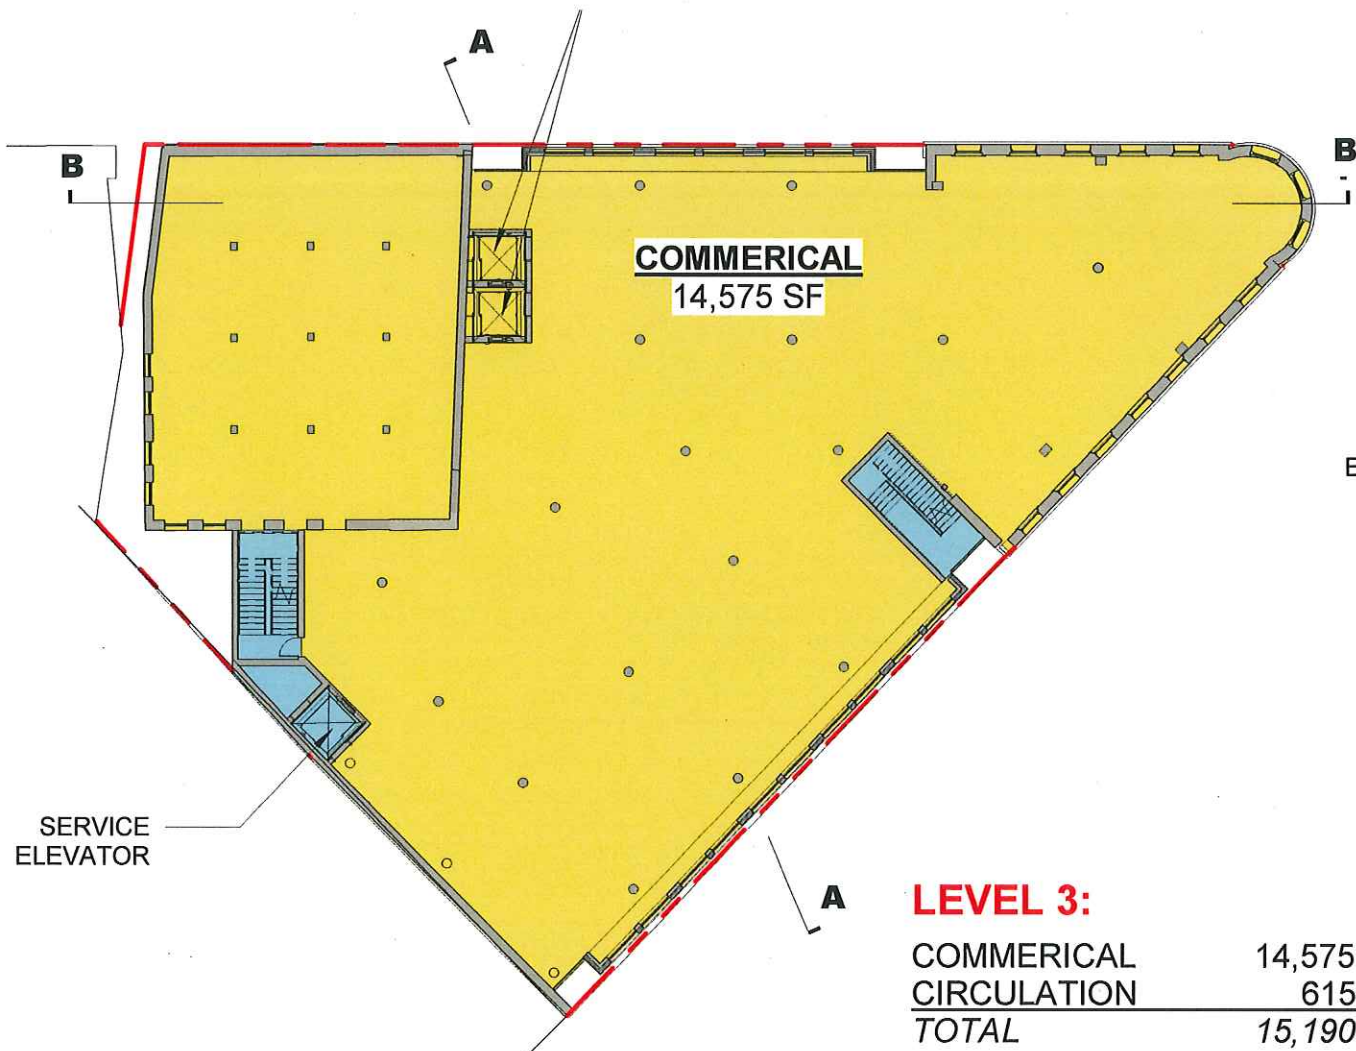 A
B
B
COMMERICAL
14,575 SF
E
SERVICE
ELEVATOR
A
LEVEL 3:
COMMERICAL 14,575
CIRCULATION 615
TOTAL 15,190